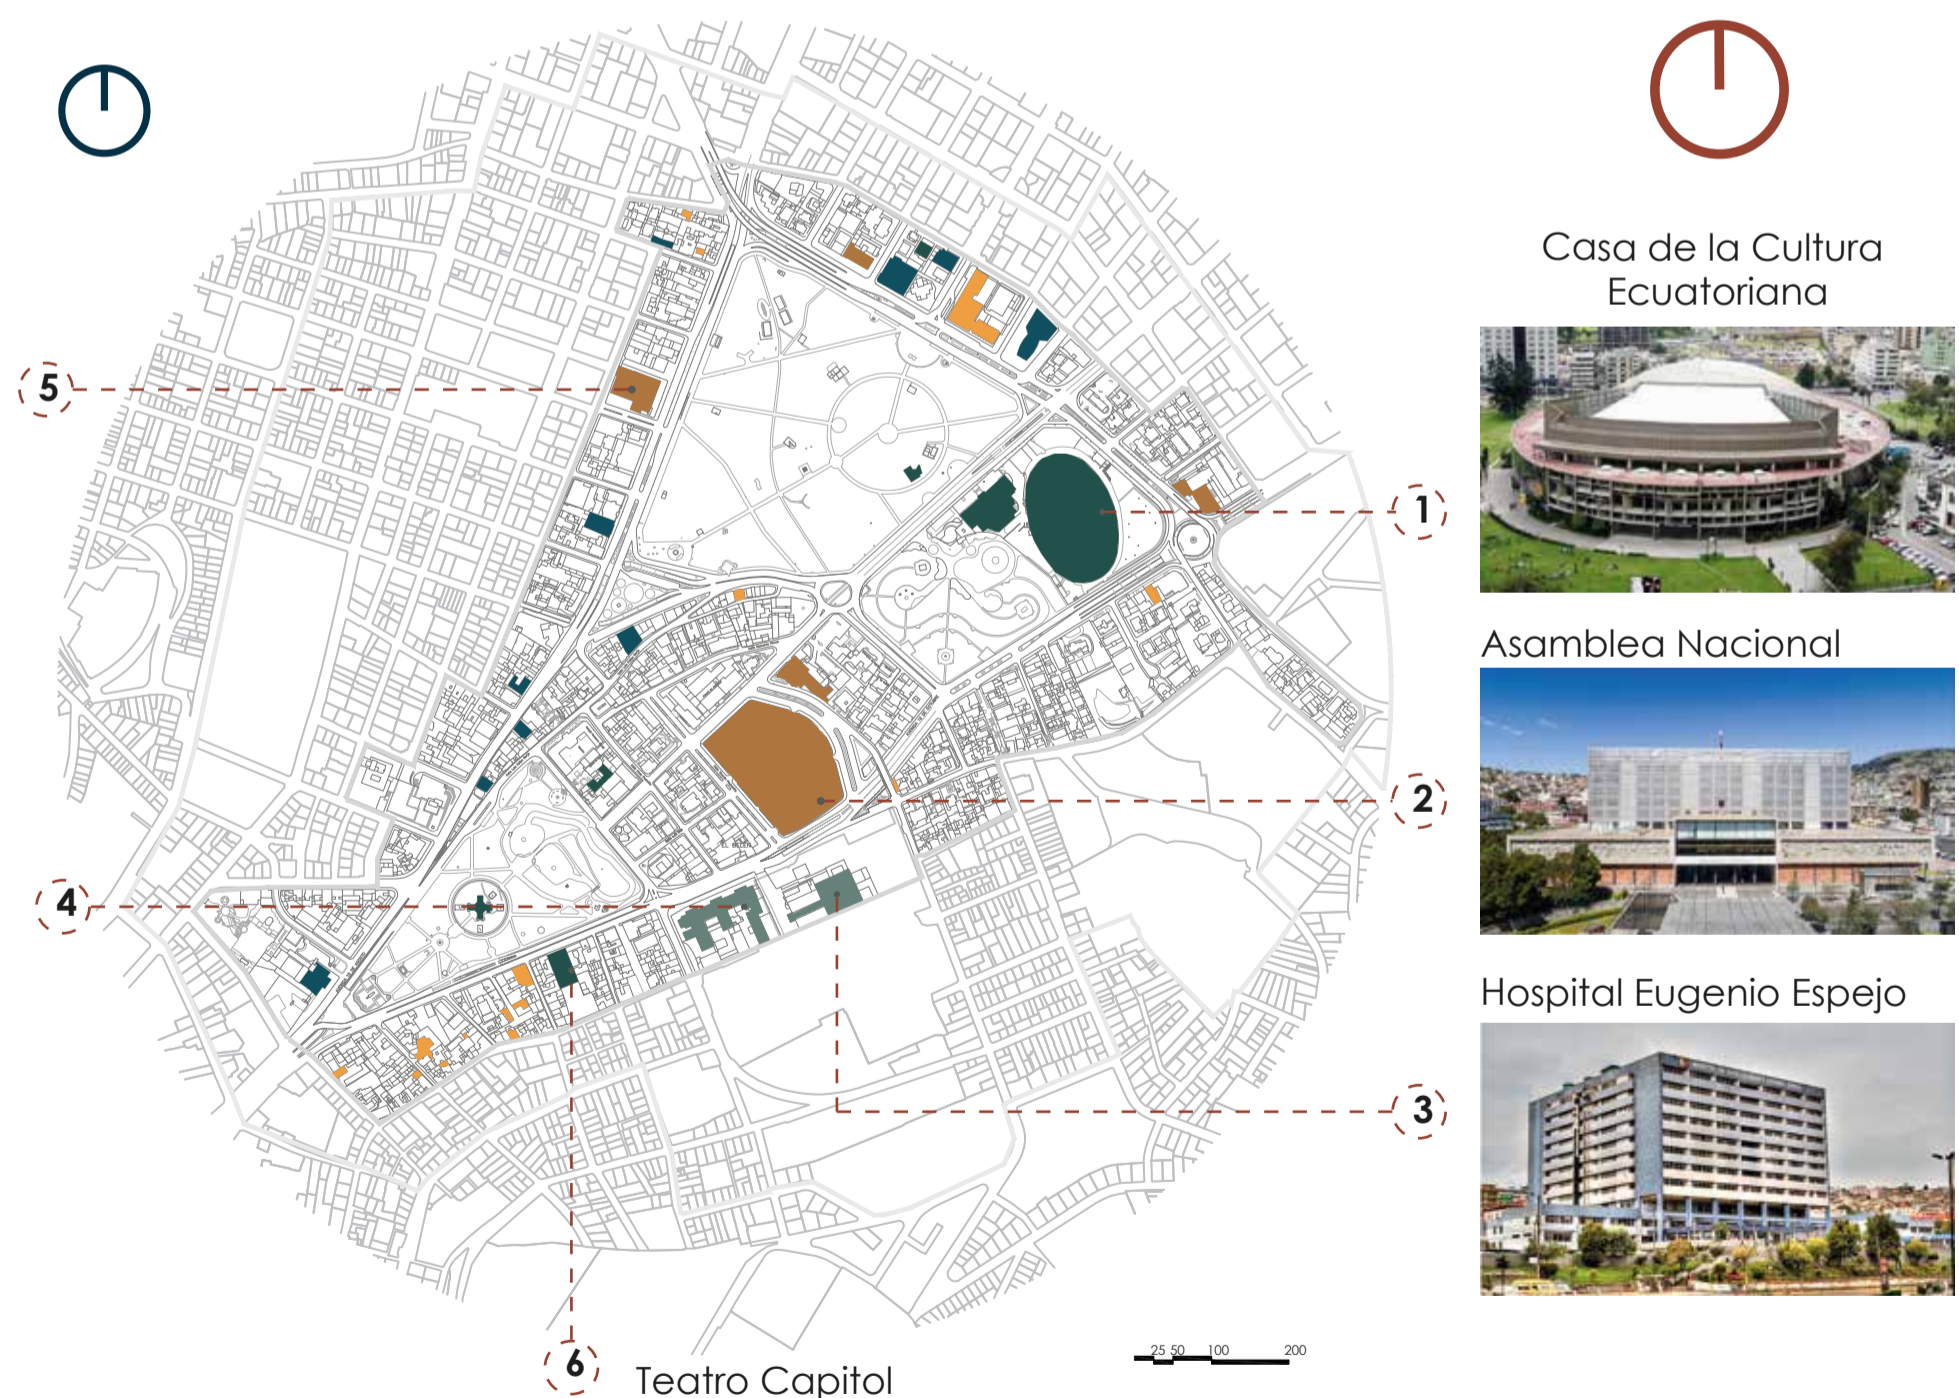 Casa de la Cultura
Ecuatoriana
5
1
Asamblea Nacional
2
4
Hospital Eugenio Espejo
3
6
Teatro Capitol
25 50 100 200